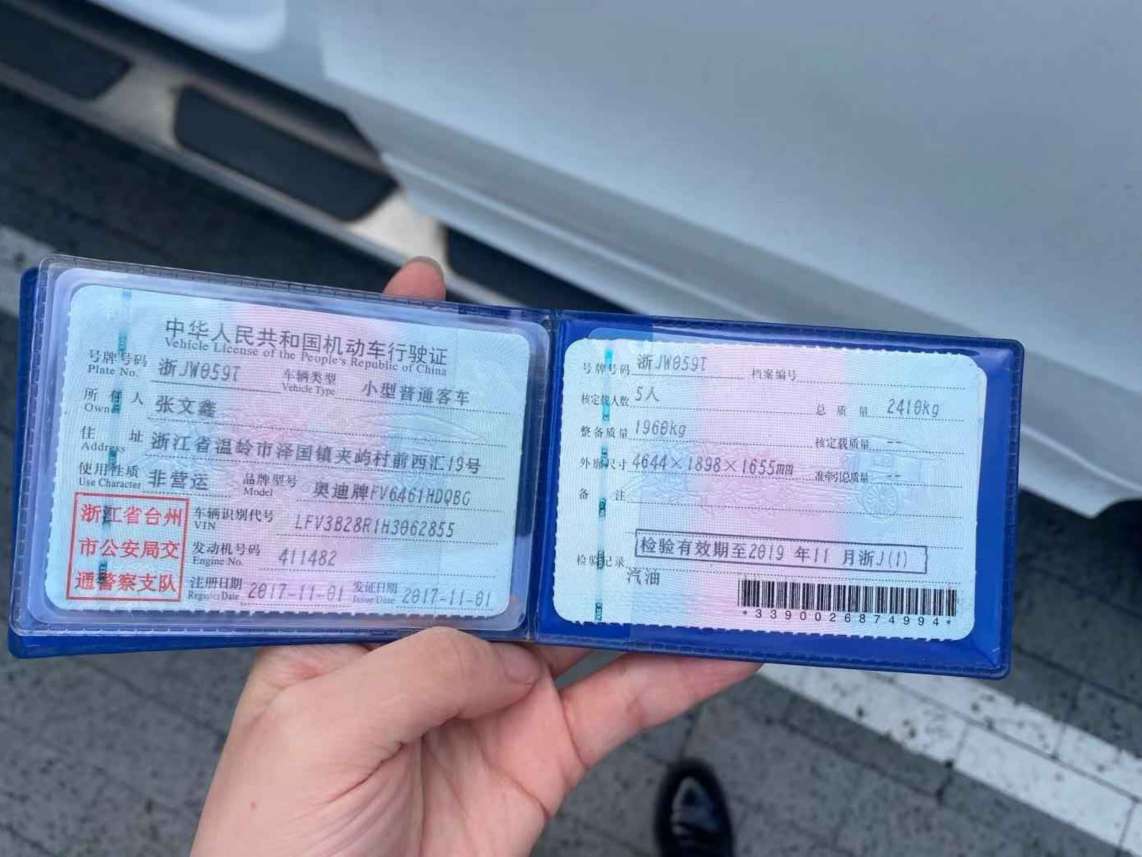 中华人民共和国机动车行驶证
Vehicle License of the People's Republic of China
号牌号码 浙JW059T 车辆类型 小型普通客车
Plate No. Vehicle Type
所有人 张文鑫
Owner
住址 浙江省温岭市泽国镇夹屿村前西汇19号
Address
使用性质 非营运 品牌型号 奥迪牌FV6461HDQBG
Use Character Model
浙江省台州
市公安局交
通警察支队
车辆识别代号 LFV3B28R1H3062855
VIN
发动机号码 411482
Engine No.
注册日期 2017-11-01 发证日期 2017-11-01
Register Date Issue Date
号牌号码 浙JW059T 档案编号
核定载人数 5人 总质量 2410kg
整备质量 1960kg 核定载质量 --
外廓尺寸 4644×1898×1655mm 准牵引总质量 --
备注
检验有效期至2019年11月浙J(1)
检验记录
汽油
*3390026874994*